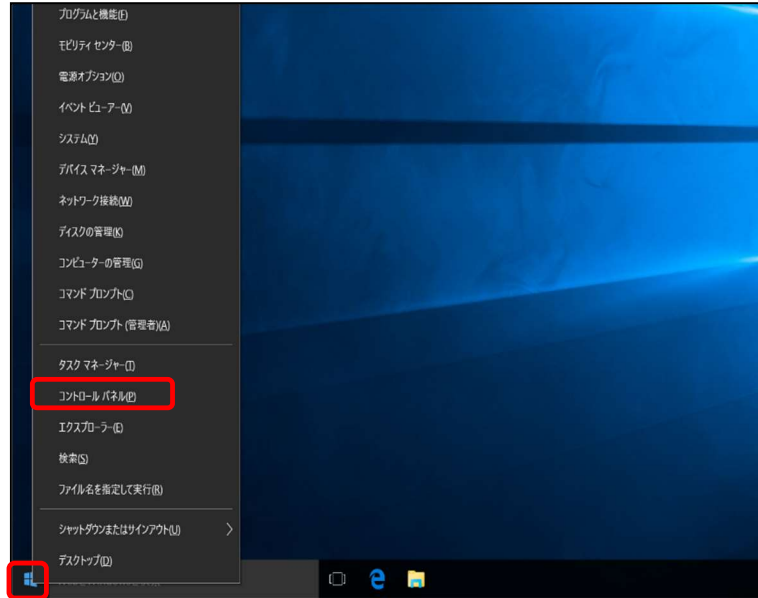 プログラムと機能(F)
モビリティ センター(B)
電源オプション(O)
イベント ビューアー(V)
システム(Y)
デバイス マネージャー(M)
ネットワーク接続(W)
ディスクの管理(K)
コンピューターの管理(G)
コマンド プロンプト(C)
コマンド プロンプト (管理者)(A)
タスク マネージャー(T)
コントロール パネル(P)
エクスプローラー(E)
検索(S)
ファイル名を指定して実行(R)
シャットダウンまたはサインアウト(U)
デスクトップ(D)